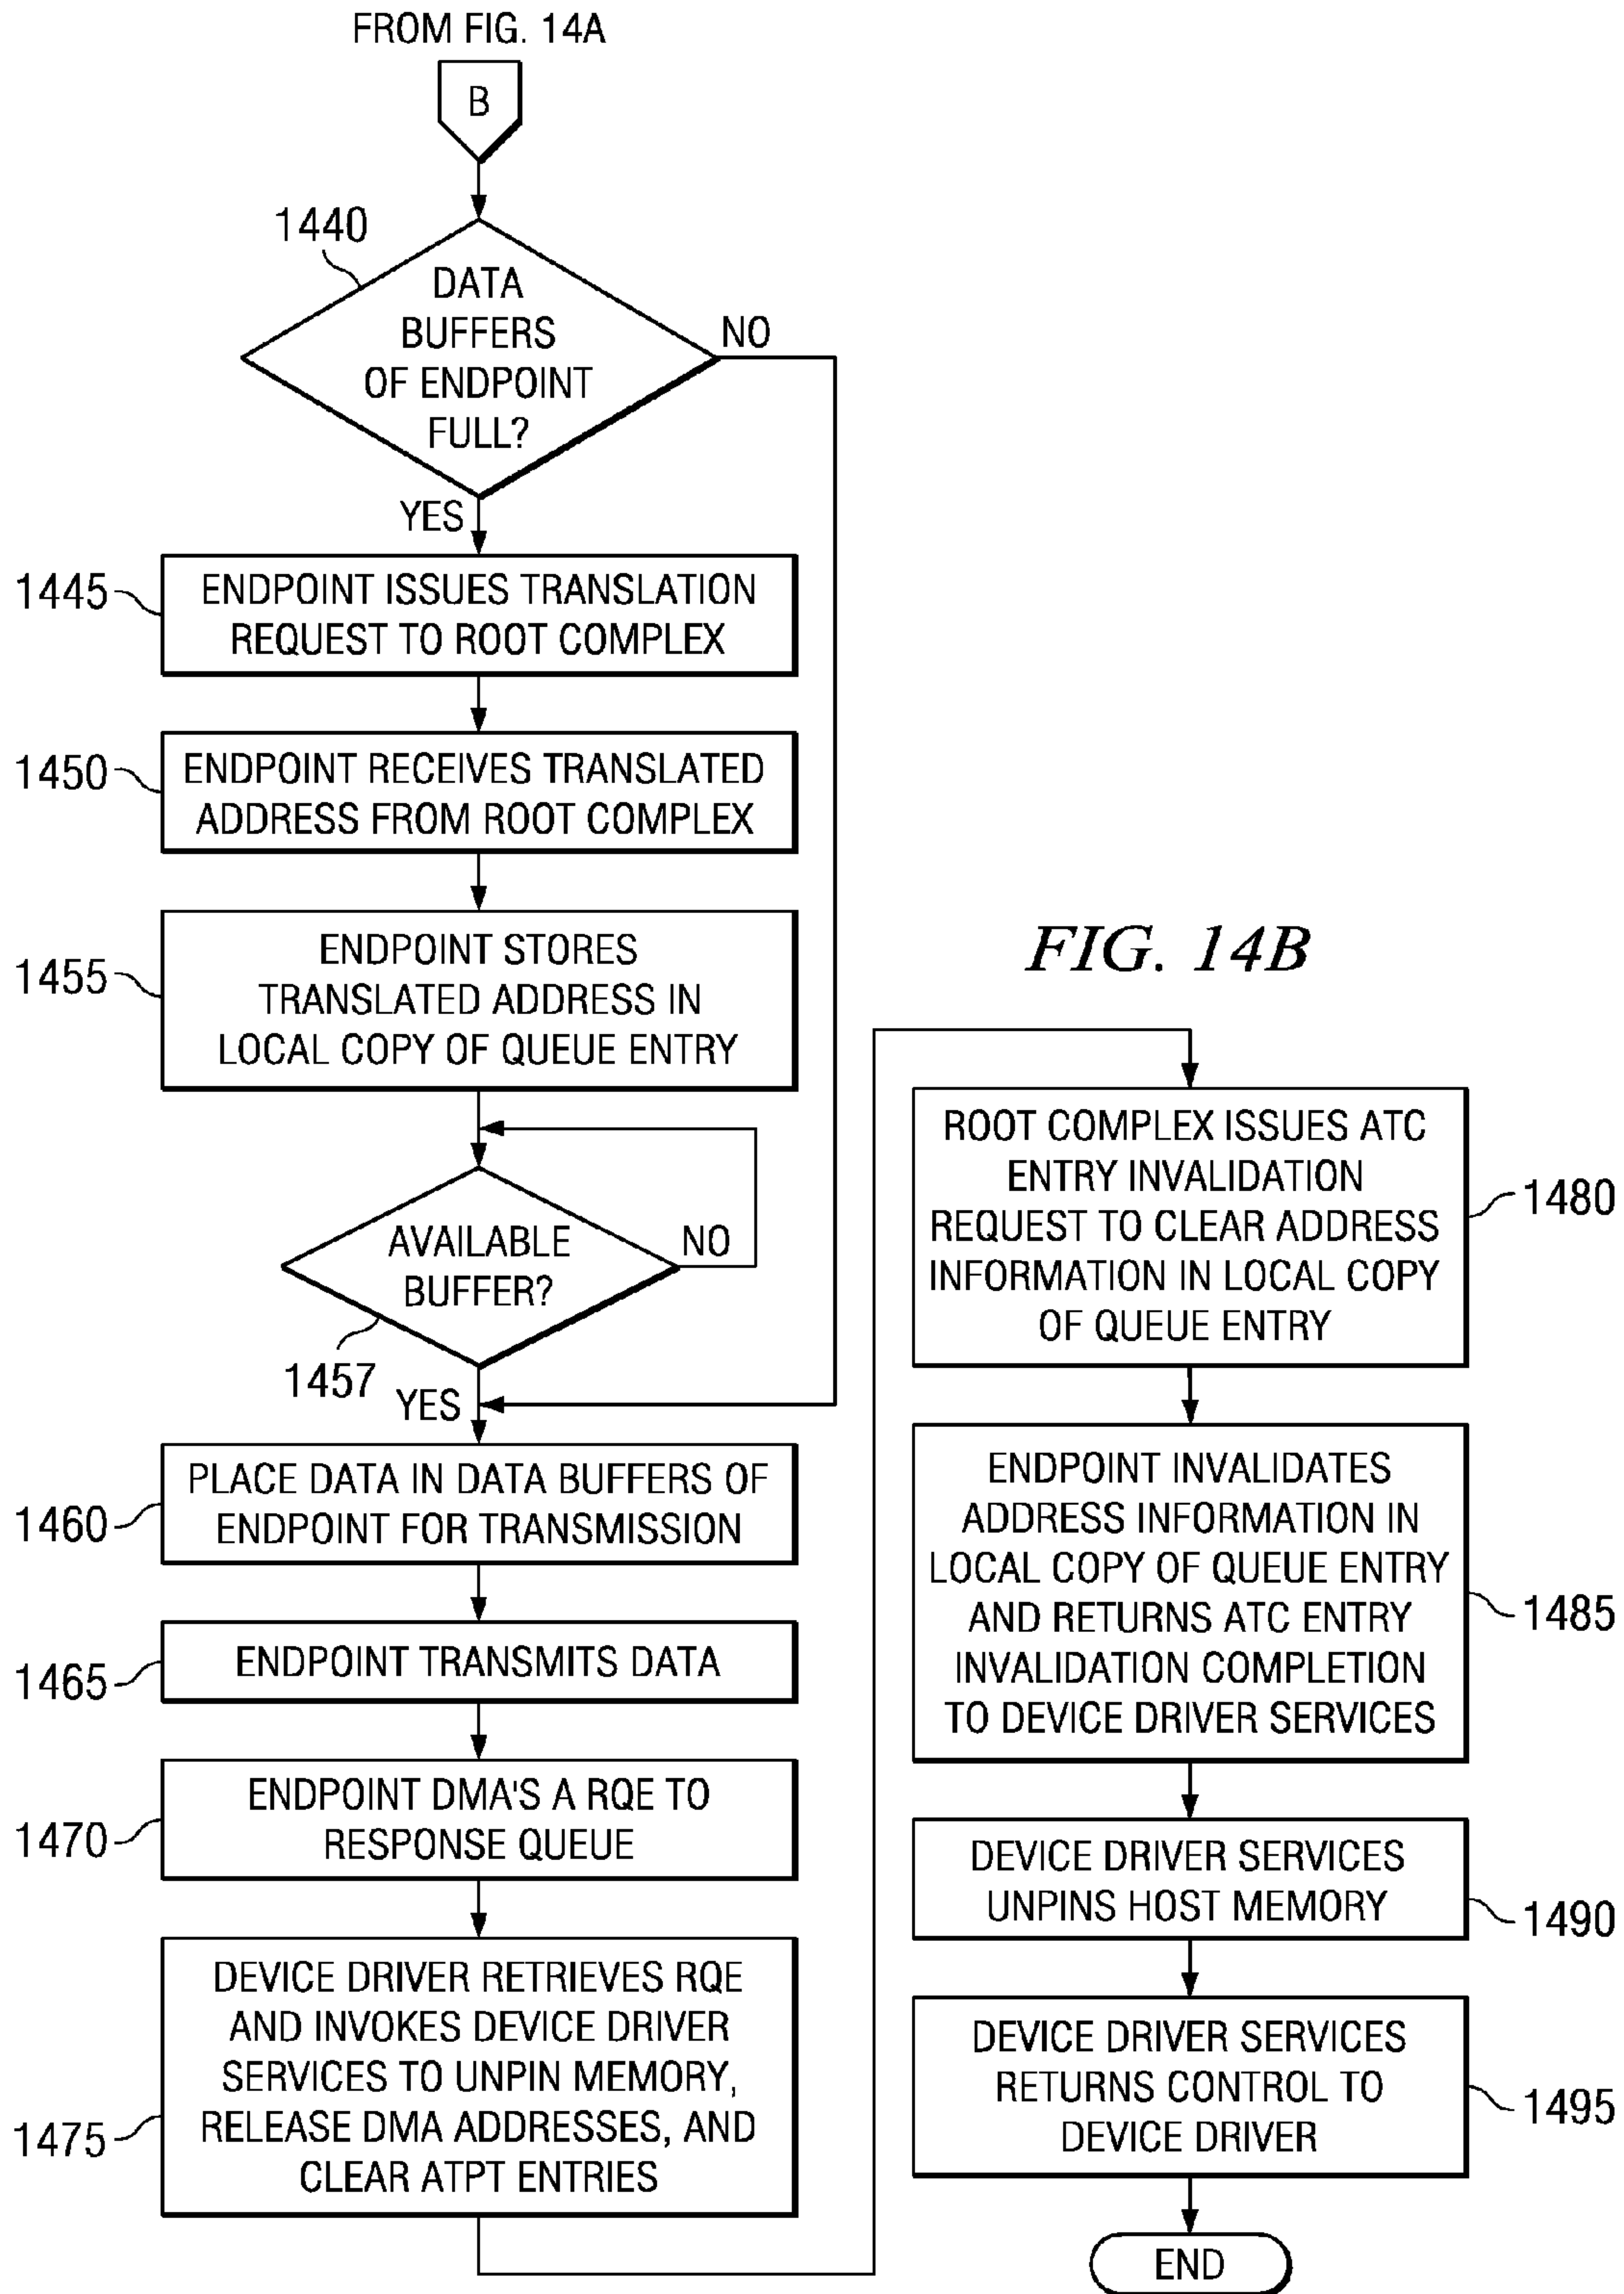 FROM FIG. 14A
B
1440
DATA
BUFFERS
OF ENDPOINT
FULL?
NO
YES
1445
ENDPOINT ISSUES TRANSLATION
REQUEST TO ROOT COMPLEX
1450
ENDPOINT RECEIVES TRANSLATED
ADDRESS FROM ROOT COMPLEX
1455
ENDPOINT STORES
TRANSLATED ADDRESS IN
LOCAL COPY OF QUEUE ENTRY
AVAILABLE
BUFFER?
NO
1457
YES
1460
PLACE DATA IN DATA BUFFERS OF
ENDPOINT FOR TRANSMISSION
1465
ENDPOINT TRANSMITS DATA
1470
ENDPOINT DMA'S A RQE TO
RESPONSE QUEUE
1475
DEVICE DRIVER RETRIEVES RQE
AND INVOKES DEVICE DRIVER
SERVICES TO UNPIN MEMORY,
RELEASE DMA ADDRESSES, AND
CLEAR ATPT ENTRIES
FIG. 14B
ROOT COMPLEX ISSUES ATC
ENTRY INVALIDATION
REQUEST TO CLEAR ADDRESS
INFORMATION IN LOCAL COPY
OF QUEUE ENTRY
1480
ENDPOINT INVALIDATES
ADDRESS INFORMATION IN
LOCAL COPY OF QUEUE ENTRY
AND RETURNS ATC ENTRY
INVALIDATION COMPLETION
TO DEVICE DRIVER SERVICES
1485
DEVICE DRIVER SERVICES
UNPINS HOST MEMORY
1490
DEVICE DRIVER SERVICES
RETURNS CONTROL TO
DEVICE DRIVER
1495
END